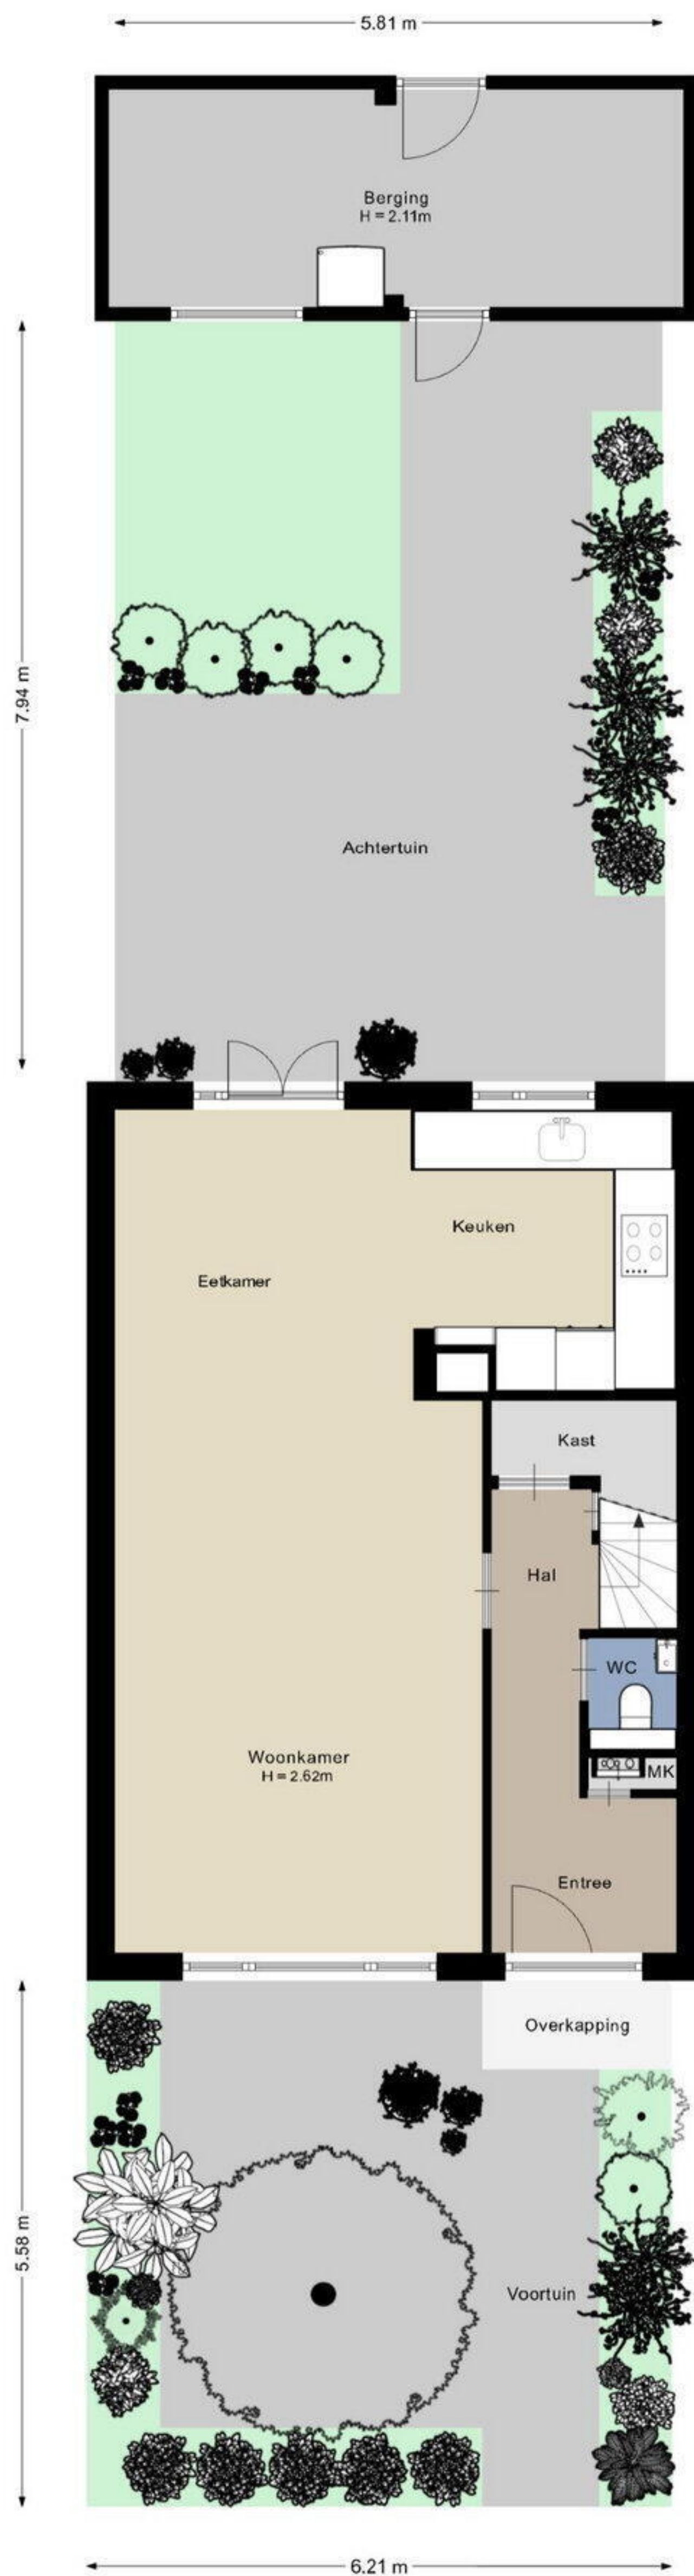 5.81 m
Berging
H = 2.11m
7.94 m
Achtertuin
Keuken
Eetkamer
Kast
Hal
WC
Woonkamer
H = 2.62m
MK
Entree
Overkapping
5.58 m
Voortuin
6.21 m